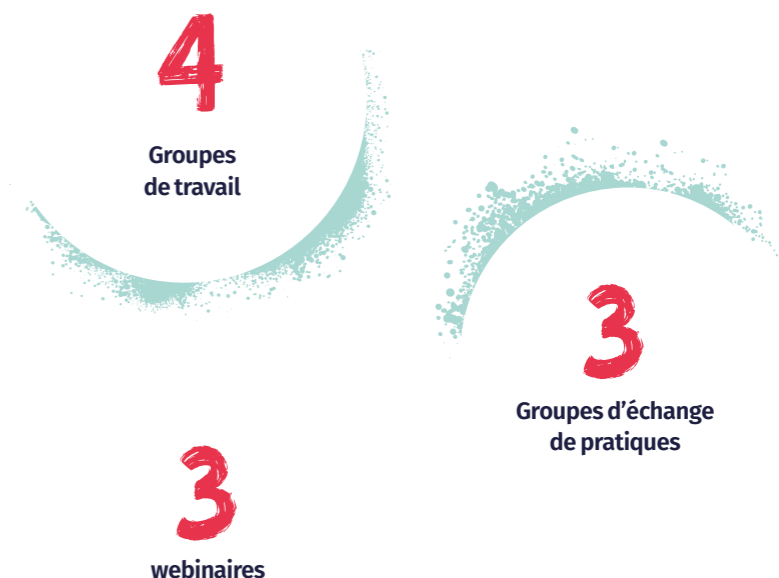 4
Groupes
de travail
3
Groupes d’échange
de pratiques
3
webinaires